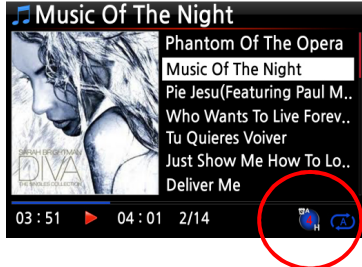 Music Of The Night
Phantom Of The Opera
Music Of The Night
Pie Jesu(Featuring Paul M..
Who Wants To Live Forev..
Tu Quieres Voiver
Just Show Me How To Lo..
Deliver Me
SARAH BRIGHTMAN
DIVA
THE SINGLES COLLECTION
03 : 51 04 : 01 2/14
A
H
A